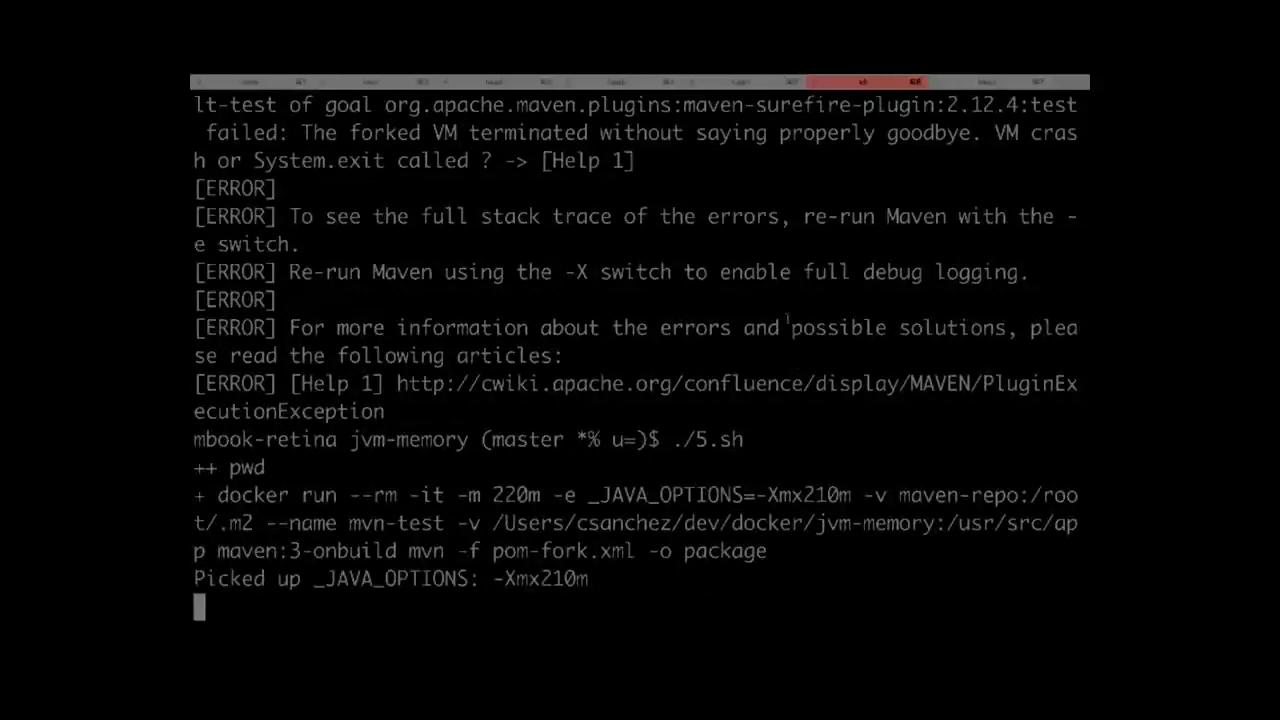 lt-test of goal org.apache.maven.plugins:maven-surefire-plugin:2.12.4:test
 failed: The forked VM terminated without saying properly goodbye. VM cras
h or System.exit called ? -> [Help 1]
[ERROR]
[ERROR] To see the full stack trace of the errors, re-run Maven with the -
e switch.
[ERROR] Re-run Maven using the -X switch to enable full debug logging.
[ERROR]
[ERROR] For more information about the errors and possible solutions, plea
se read the following articles:
[ERROR] [Help 1] http://cwiki.apache.org/confluence/display/MAVEN/PluginEx
ecutionException
mbook-retina jvm-memory (master *% u=)$ ./5.sh
++ pwd
+ docker run --rm -it -m 220m -e _JAVA_OPTIONS=-Xmx210m -v maven-repo:/roo
t/.m2 --name mvn-test -v /Users/csanchez/dev/docker/jvm-memory:/usr/src/ap
p maven:3-onbuild mvn -f pom-fork.xml -o package
Picked up _JAVA_OPTIONS: -Xmx210m